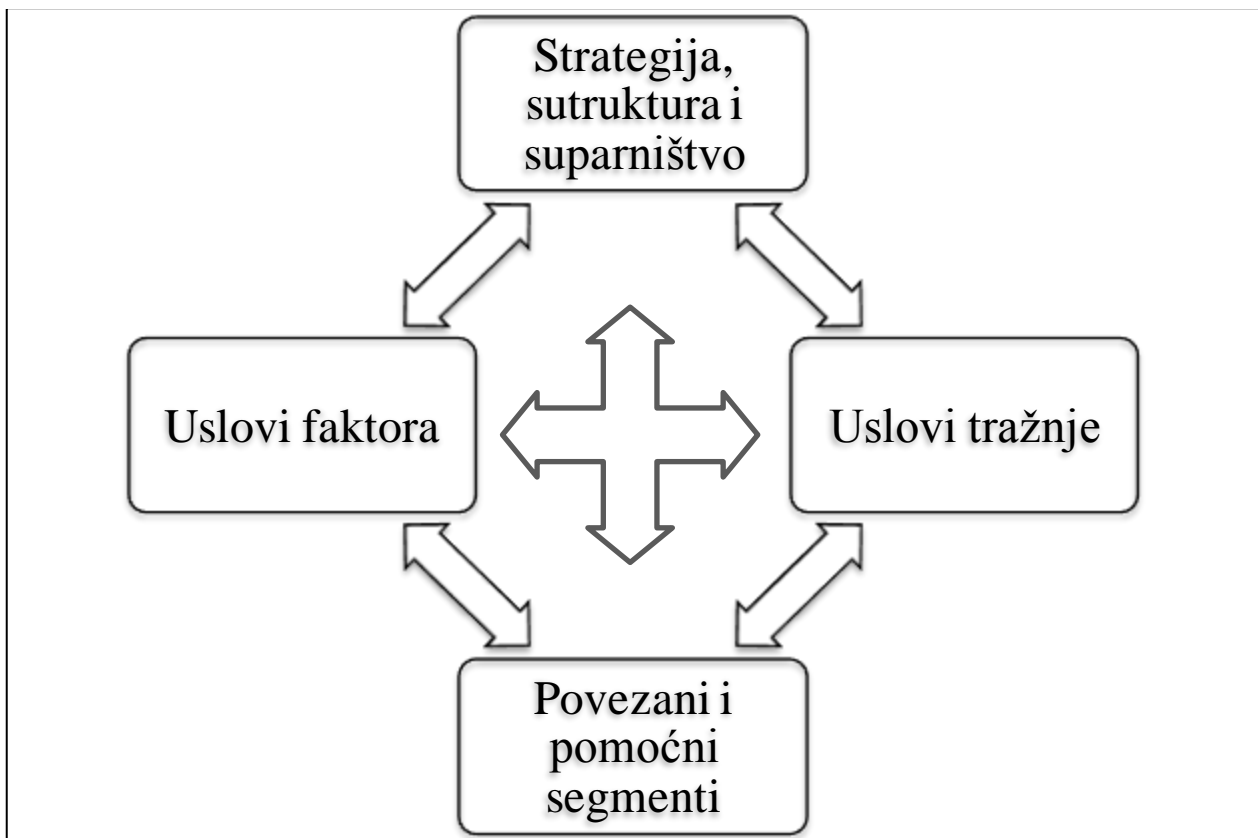 Strategija,
sutruktura i
suparništvo
Uslovi faktora
Uslovi tražnje
Povezani i
pomoćni
segmenti